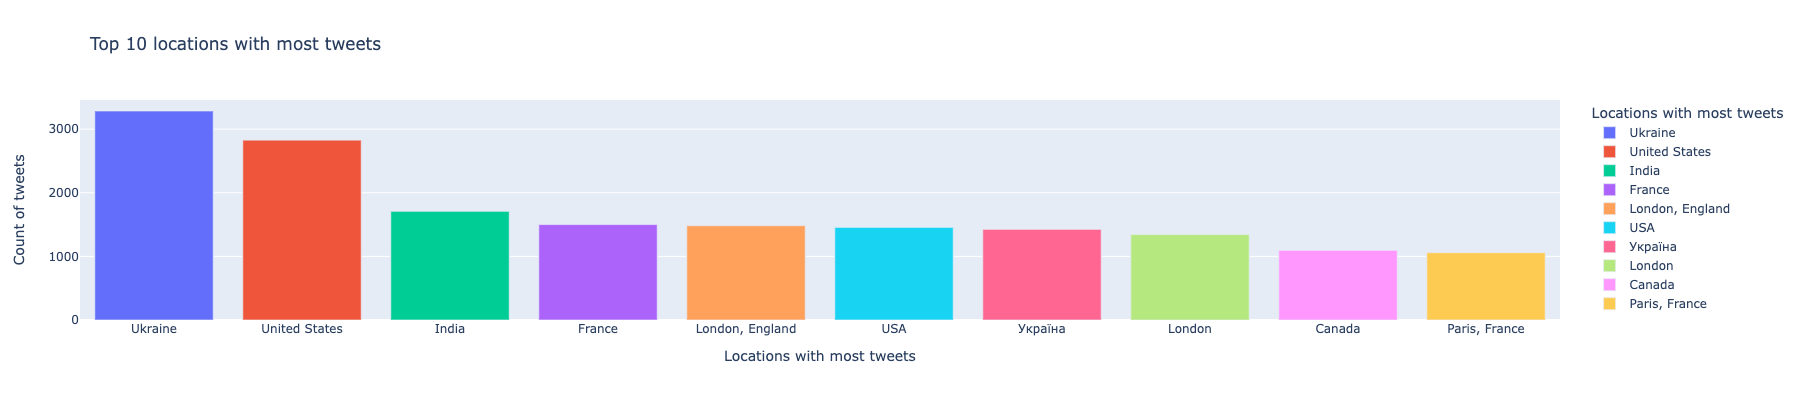 Top 10 locations with most tweets
Count of tweets
3000
2000
1000
0
Ukraine
United States
India
France
London, England
USA
Україна
London
Canada
Paris, France
Locations with most tweets
Locations with most tweets
Ukraine
United States
India
France
London, England
USA
Україна
London
Canada
Paris, France